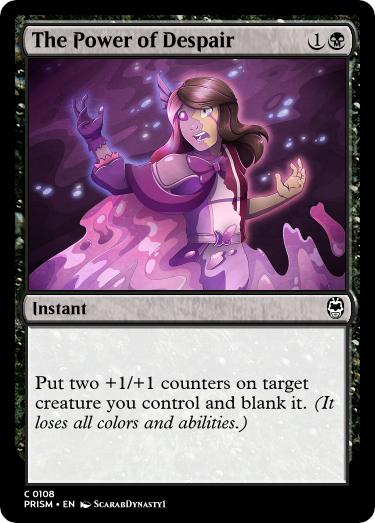 The Power of Despair 1
Instant
Put two +1/+1 counters on target
creature you control and blank it. (It
loses all colors and abilities.)
C 0108
PRISM • EN ScarabDynasty1